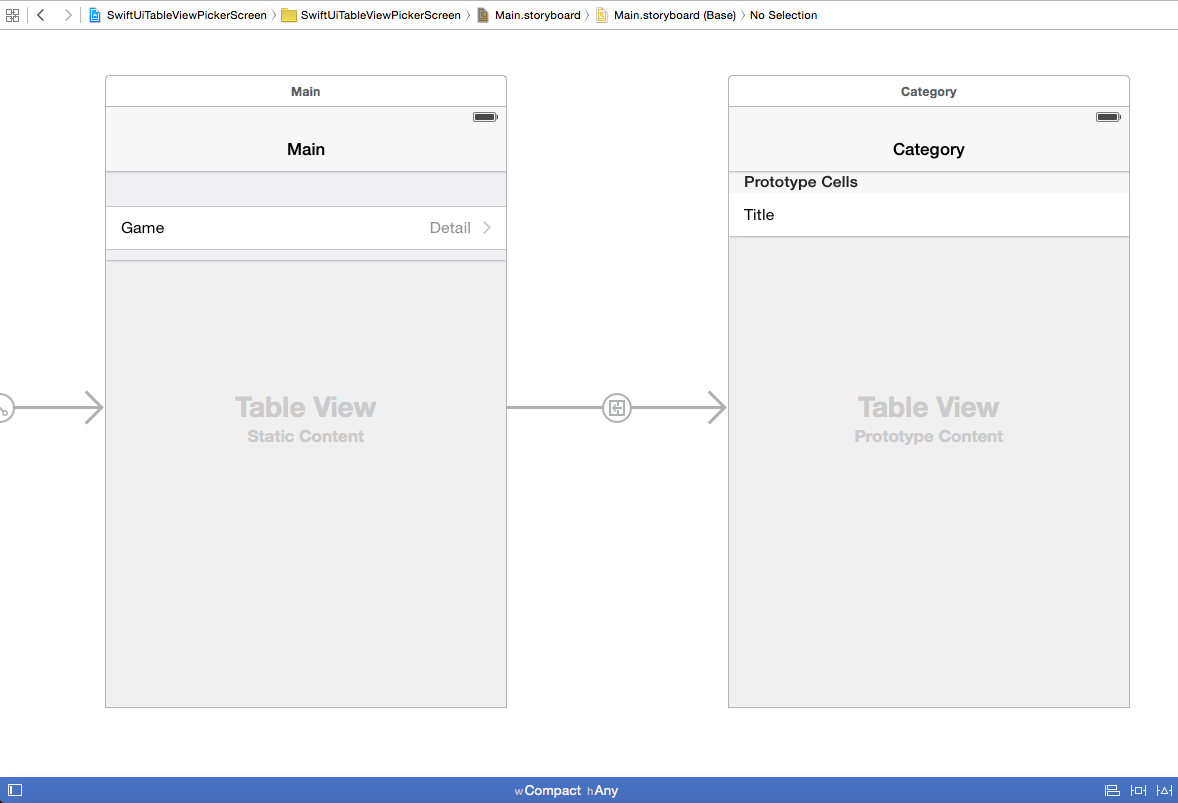 SwiftUiTableViewPickerScreen SwiftUiTableViewPickerScreen Main.storyboard Main.storyboard (Base) No Selection
Main
Main
Game Detail
Table View
Static Content
Category
Category
Prototype Cells
Title
Table View
Prototype Content
wCompact hAny